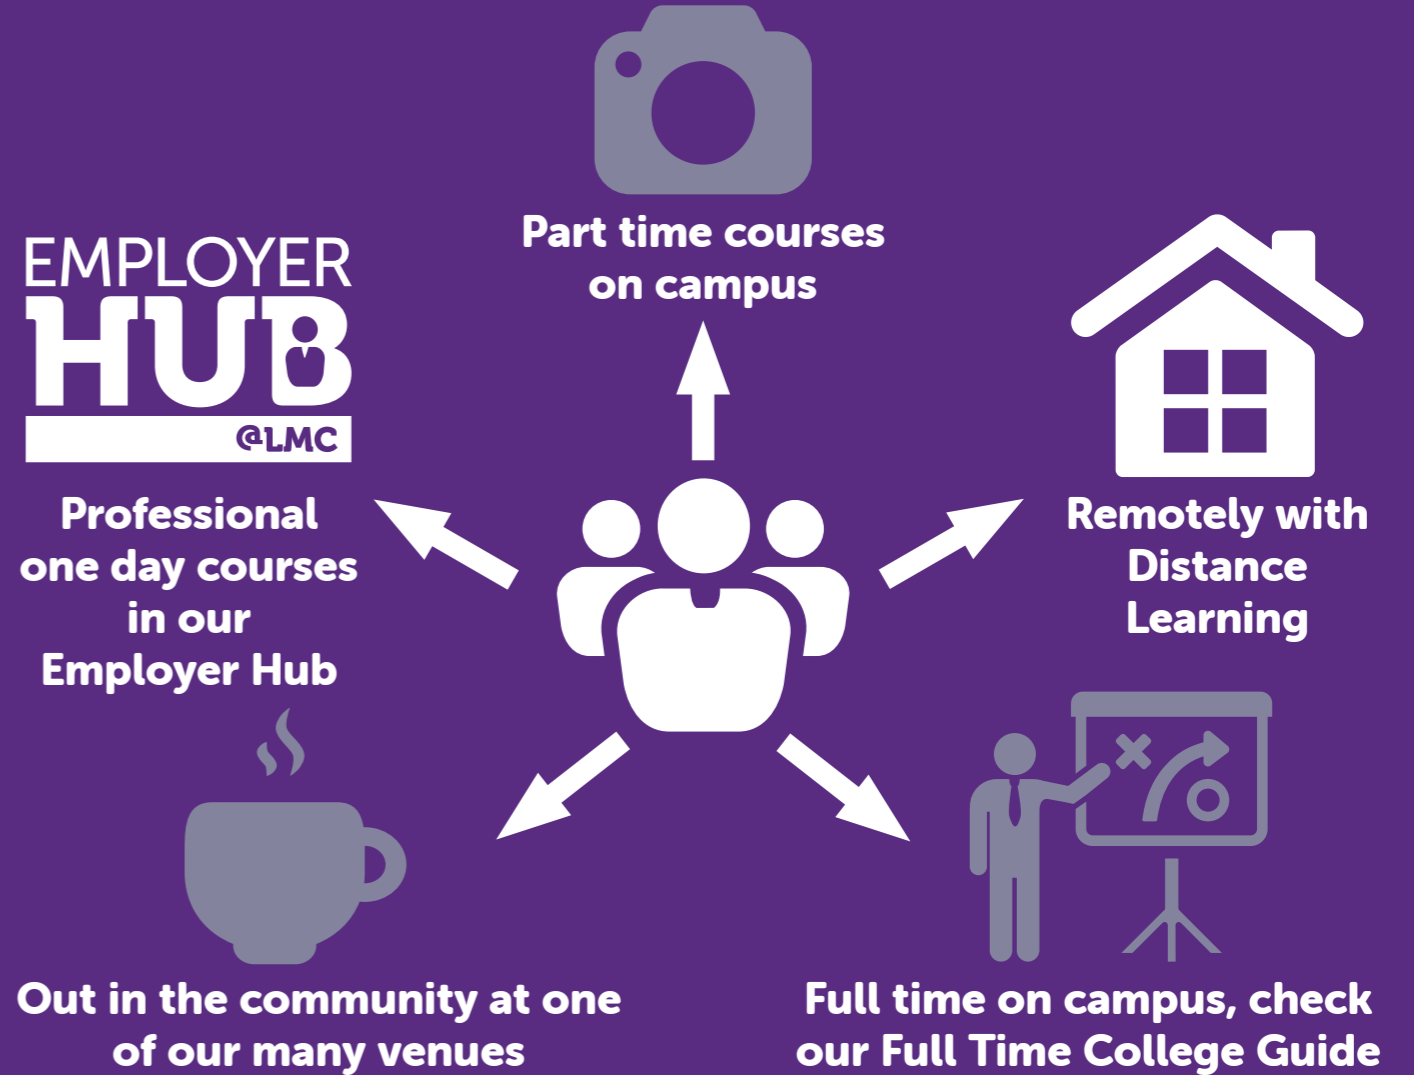 Part time courses
on campus
EMPLOYER
HUB
@LMC
Professional
one day courses
in our
Employer Hub
Remotely with
Distance
Learning
Out in the community at one
of our many venues
Full time on campus, check
our Full Time College Guide